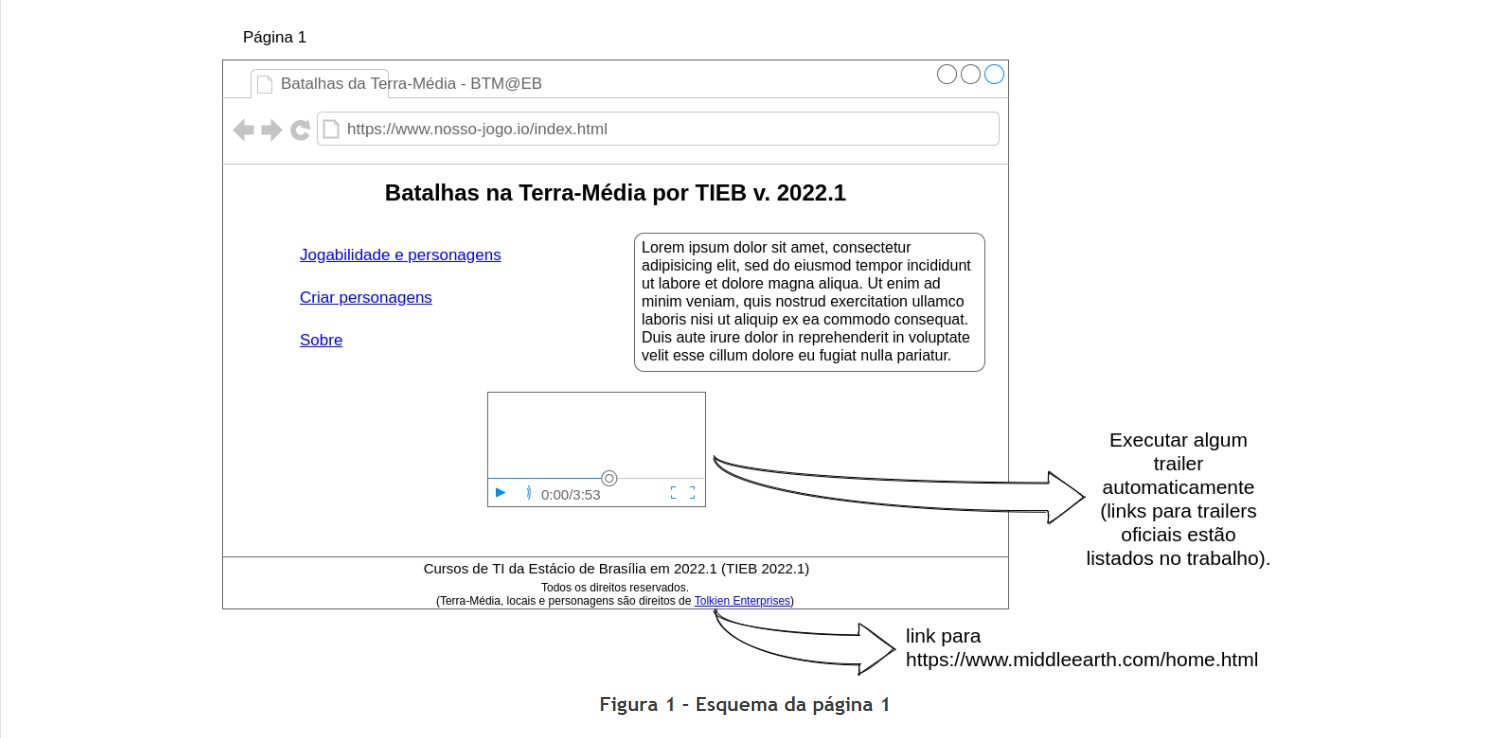 Página 1
Batalhas da Terra-Média - BTM@EB
https://www.nosso-jogo.io/index.html
Batalhas na Terra-Média por TIEB v. 2022.1
Jogabilidade e personagens
Criar personagens
Sobre
Lorem ipsum dolor sit amet, consectetur
adipisicing elit, sed do eiusmod tempor incididunt
ut labore et dolore magna aliqua. Ut enim ad
minim veniam, quis nostrud exercitation ullamco
laboris nisi ut aliquip ex ea commodo consequat.
Duis aute irure dolor in reprehenderit in voluptate
velit esse cillum dolore eu fugiat nulla pariatur.
0:00/3:53
Executar algum
trailer
automaticamente
(links para trailers
oficiais estão
listados no trabalho).
Cursos de TI da Estácio de Brasília em 2022.1 (TIEB 2022.1)
Todos os direitos reservados.
(Terra-Média, locais e personagens são direitos de Tolkien Enterprises)
link para
https://www.middleearth.com/home.html
Figura 1 - Esquema da página 1